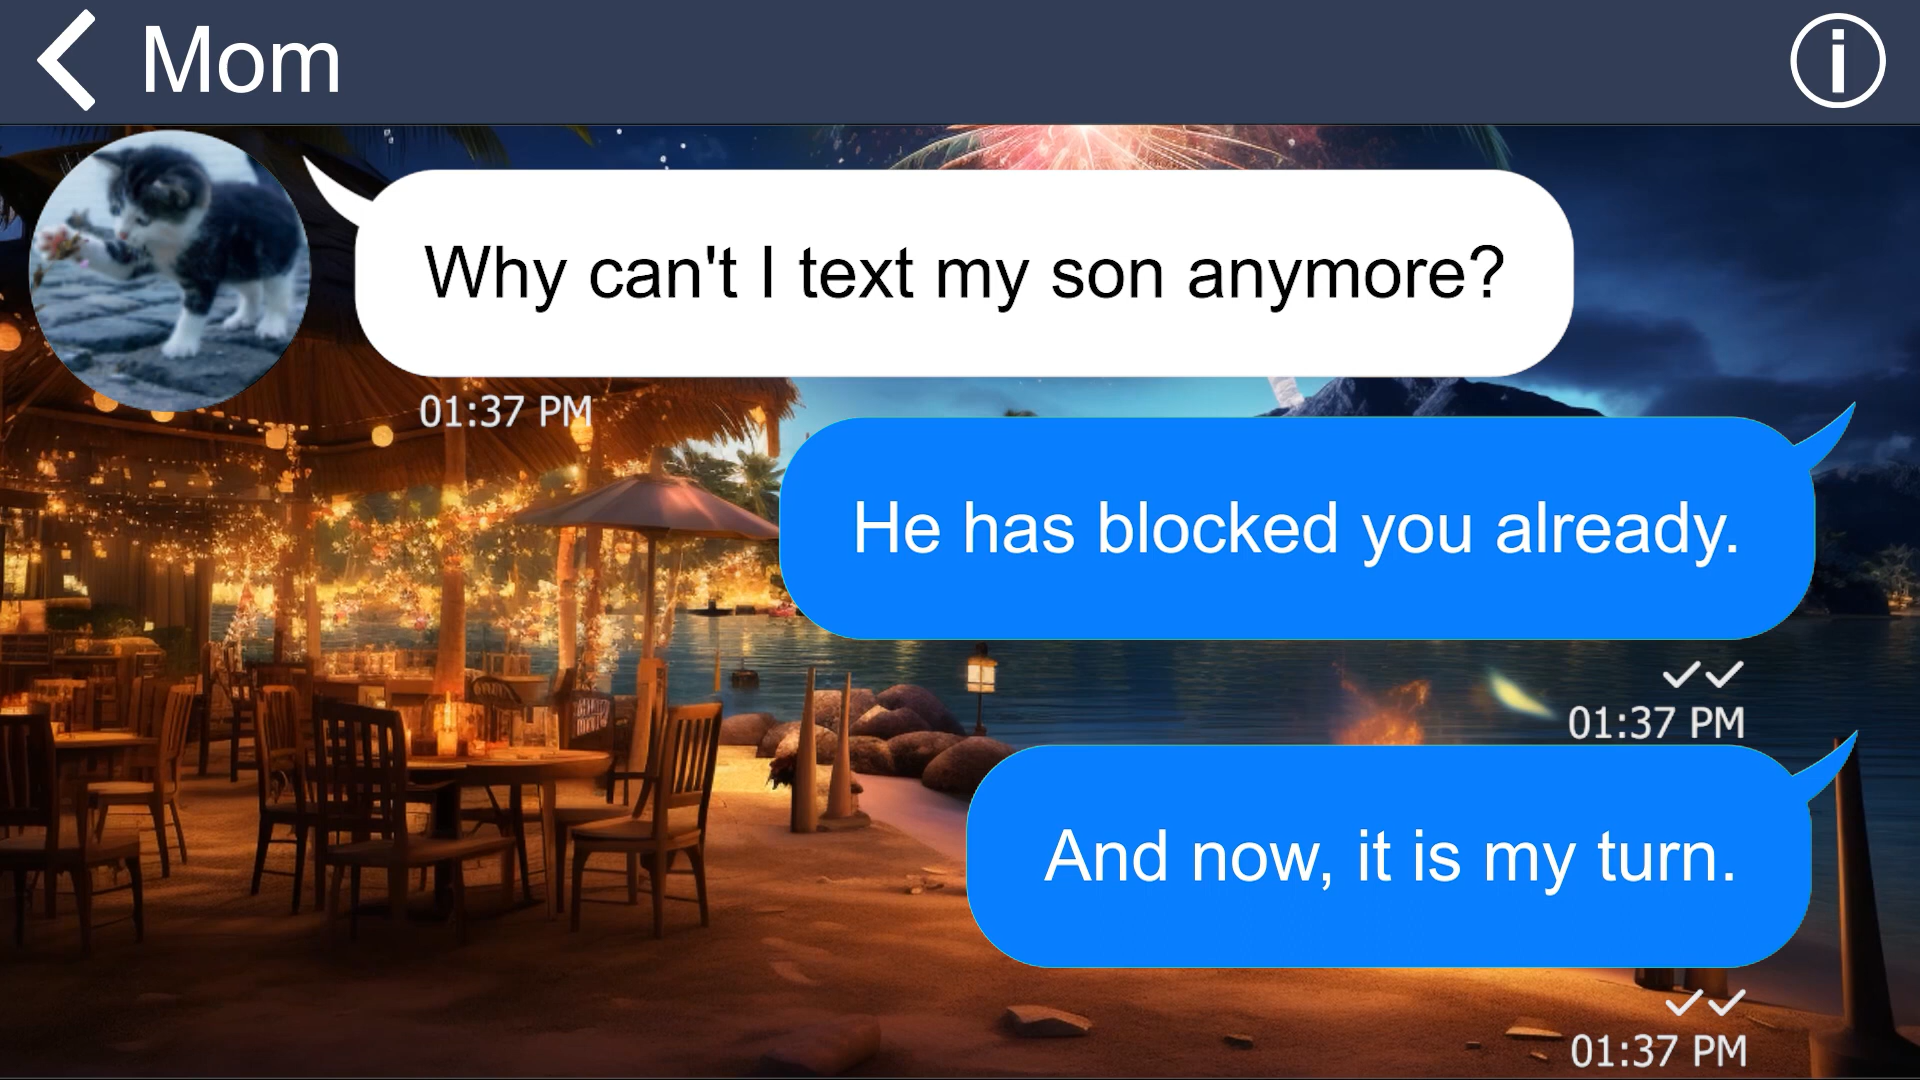 Mom
Why can't I text my son anymore?
01:37 PM
He has blocked you already.
01:37 PM
And now, it is my turn.
01:37 PM